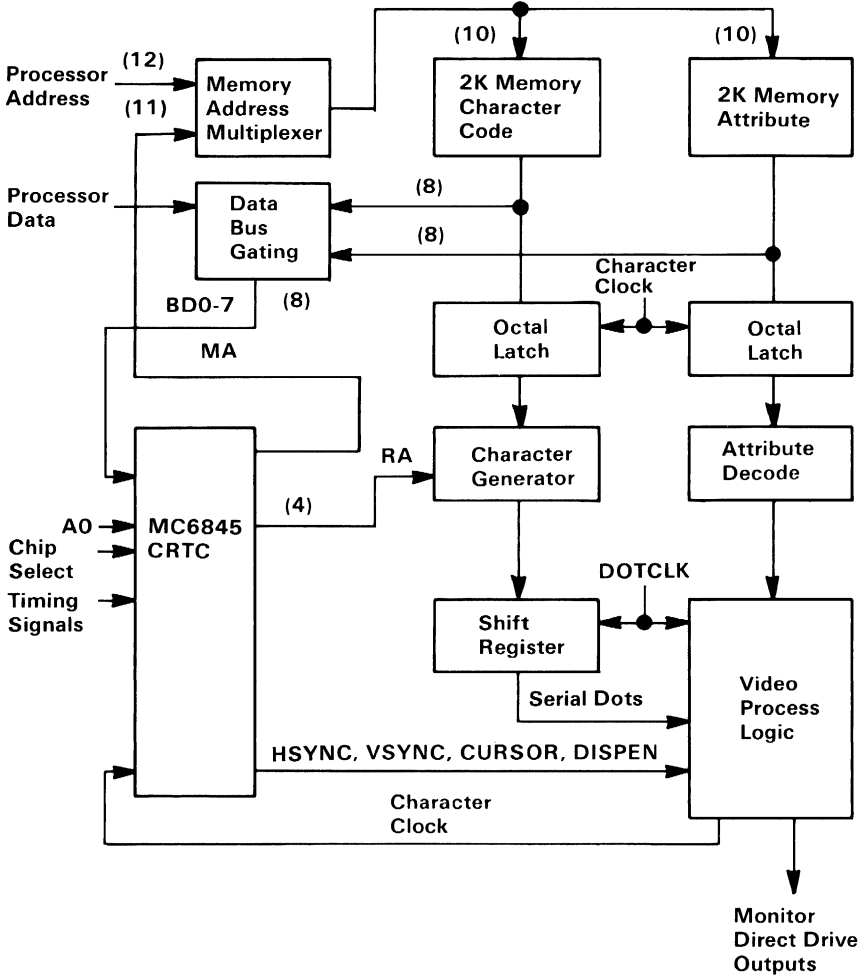 (10)
(10)
(12)
Processor
Address
Memory
Address
Multiplexer
2K Memory
Character
Code
2K Memory
Attribute
(11)
Processor
Data
Data
Bus
Gating
(8)
(8)
BD0-7
(8)
Character
Clock
MA
Octal
Latch
Octal
Latch
Character
Generator
Attribute
Decode
RA
(4)
A0
Chip
Select
Timing
Signals
MC6845
CRTC
DOTCLK
Shift
Register
Serial Dots
Video
Process
Logic
HSYNC, VSYNC, CURSOR, DISPEN
Character
Clock
Monitor
Direct Drive
Outputs